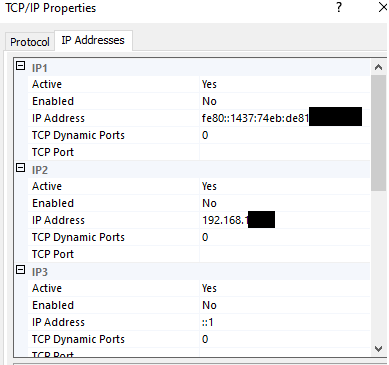 TCP/IP Properties ?
Protocol IP Addresses
IP1
Active Yes
Enabled No
IP Address fe80::1437:74eb:de81
TCP Dynamic Ports 0
TCP Port
IP2
Active Yes
Enabled No
IP Address 192.168.1
TCP Dynamic Ports 0
TCP Port
IP3
Active Yes
Enabled No
IP Address ::1
TCP Dynamic Ports 0
TCP Port